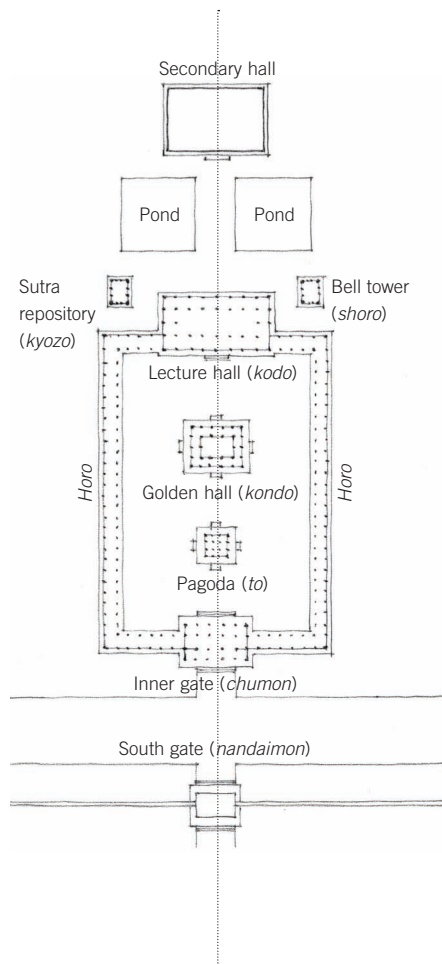 Secondary hall
Pond
Pond
Sutra
repository
(kyozo)
Bell tower
(shoro)
Lecture hall (kodo)
Horo
Horo
Golden hall (kondo)
Pagoda (to)
Inner gate (chumon)
South gate (nandaimon)